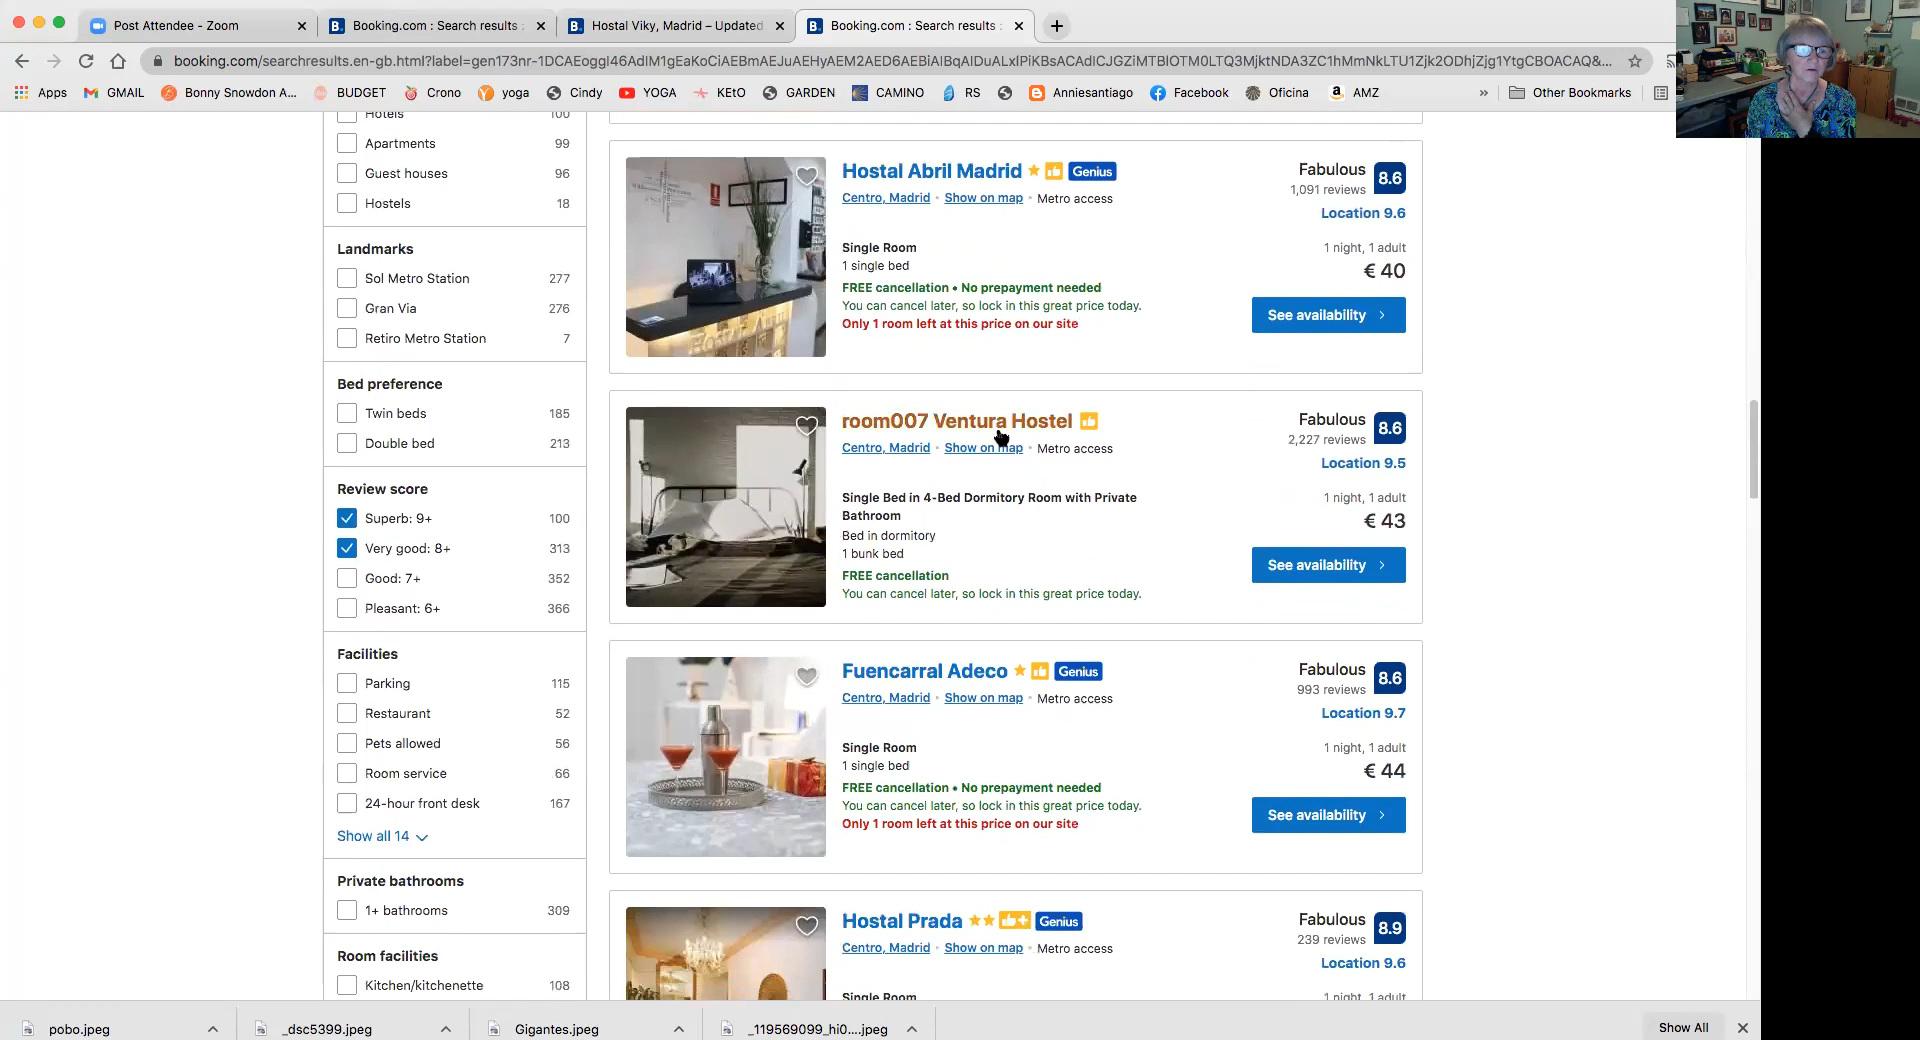 Post Attendee - Zoom
Booking.com : Search results :
Hostal Viky, Madrid – Updated
Booking.com : Search results :
booking.com/searchresults.en-gb.html?label=
Apps
GMAIL
Bonny Snowdon A...
BUDGET
Crono
yoga
Cindy
YOGA
KEtO
GARDEN
CAMINO
RS
Anniesantiago
Facebook
Oficina
AMZ
»
Other Bookmarks
Hotels 100
Apartments 99
Guest houses 96
Hostels 18
Landmarks
Sol Metro Station 277
Gran Via 276
Retiro Metro Station 7
Bed preference
Twin beds 185
Double bed 213
Review score
Superb: 9+ 100
Very good: 8+ 313
Good: 7+ 352
Pleasant: 6+ 366
Facilities
Parking 115
Restaurant 52
Pets allowed 56
Room service 66
24-hour front desk 167
Show all 14
Private bathrooms
1+ bathrooms 309
Room facilities
Kitchen/kitchenette 108
Hostal Abril Madrid Genius
Centro, Madrid · Show on map · Metro access
Fabulous 8.6
1,091 reviews
Location 9.6
Single Room
1 single bed
FREE cancellation • No prepayment needed
You can cancel later, so lock in this great price today.
Only 1 room left at this price on our site
1 night, 1 adult
€ 40
See availability
room007 Ventura Hostel
Centro, Madrid · Show on map · Metro access
Fabulous 8.6
2,227 reviews
Location 9.5
Single Bed in 4-Bed Dormitory Room with Private
Bathroom
Bed in dormitory
1 bunk bed
FREE cancellation
You can cancel later, so lock in this great price today.
1 night, 1 adult
€ 43
See availability
Fuencarral Adeco Genius
Centro, Madrid · Show on map · Metro access
Fabulous 8.6
993 reviews
Location 9.7
Single Room
1 single bed
FREE cancellation • No prepayment needed
You can cancel later, so lock in this great price today.
Only 1 room left at this price on our site
1 night, 1 adult
€ 44
See availability
Hostal Prada Genius
Centro, Madrid · Show on map · Metro access
Fabulous 8.9
239 reviews
Location 9.6
Single Room
1 night, 1 adult
pobo.jpeg
_dsc5399.jpeg
Gigantes.jpeg
_119569099_hi0....jpeg
Show All